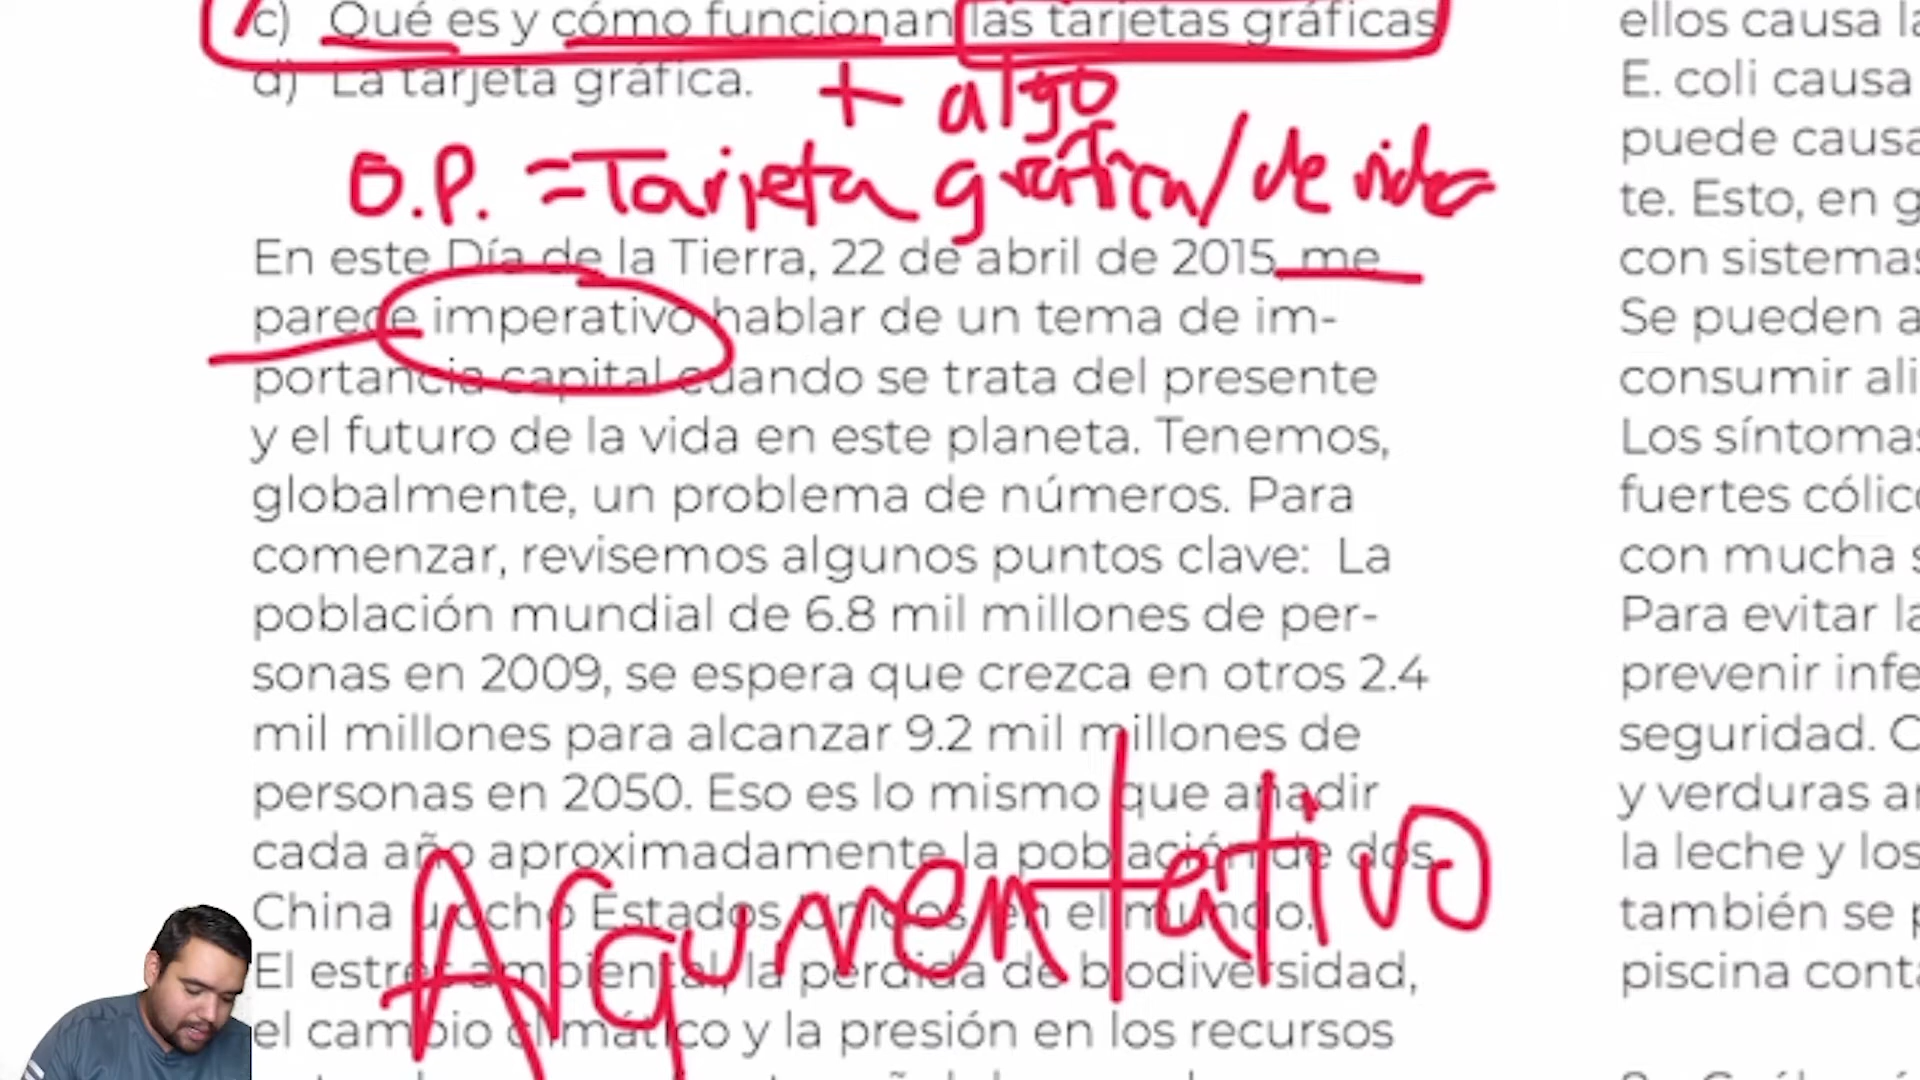 c) Qué es y cómo funcionan las tarjetas gráficas
d) La tarjeta gráfica.
+ algo
O.P. = Tarjeta gráfica / de video
En este Día de la Tierra, 22 de abril de 2015, me
parece imperativo hablar de un tema de im-
portancia capital cuando se trata del presente
y el futuro de la vida en este planeta. Tenemos,
globalmente, un problema de números. Para
comenzar, revisemos algunos puntos clave: La
población mundial de 6.8 mil millones de per-
sonas en 2009, se espera que crezca en otros 2.4
mil millones para alcanzar 9.2 mil millones de
personas en 2050. Eso es lo mismo que añadir
cada año aproximadamente la población de dos
China u ocho Estados Unidos en el mundo.
El estrés ambiental, la pérdida de biodiversidad,
el cambio climático y la presión en los recursos
Argumentativo
ellos causa
E. coli causa
puede
te. Esto, en
con sistemas
Se pueden
consumir
Los síntomas
fuertes
con mucha
Para evitar
prevenir
seguridad.
y verduras
la leche y los
también se
piscina